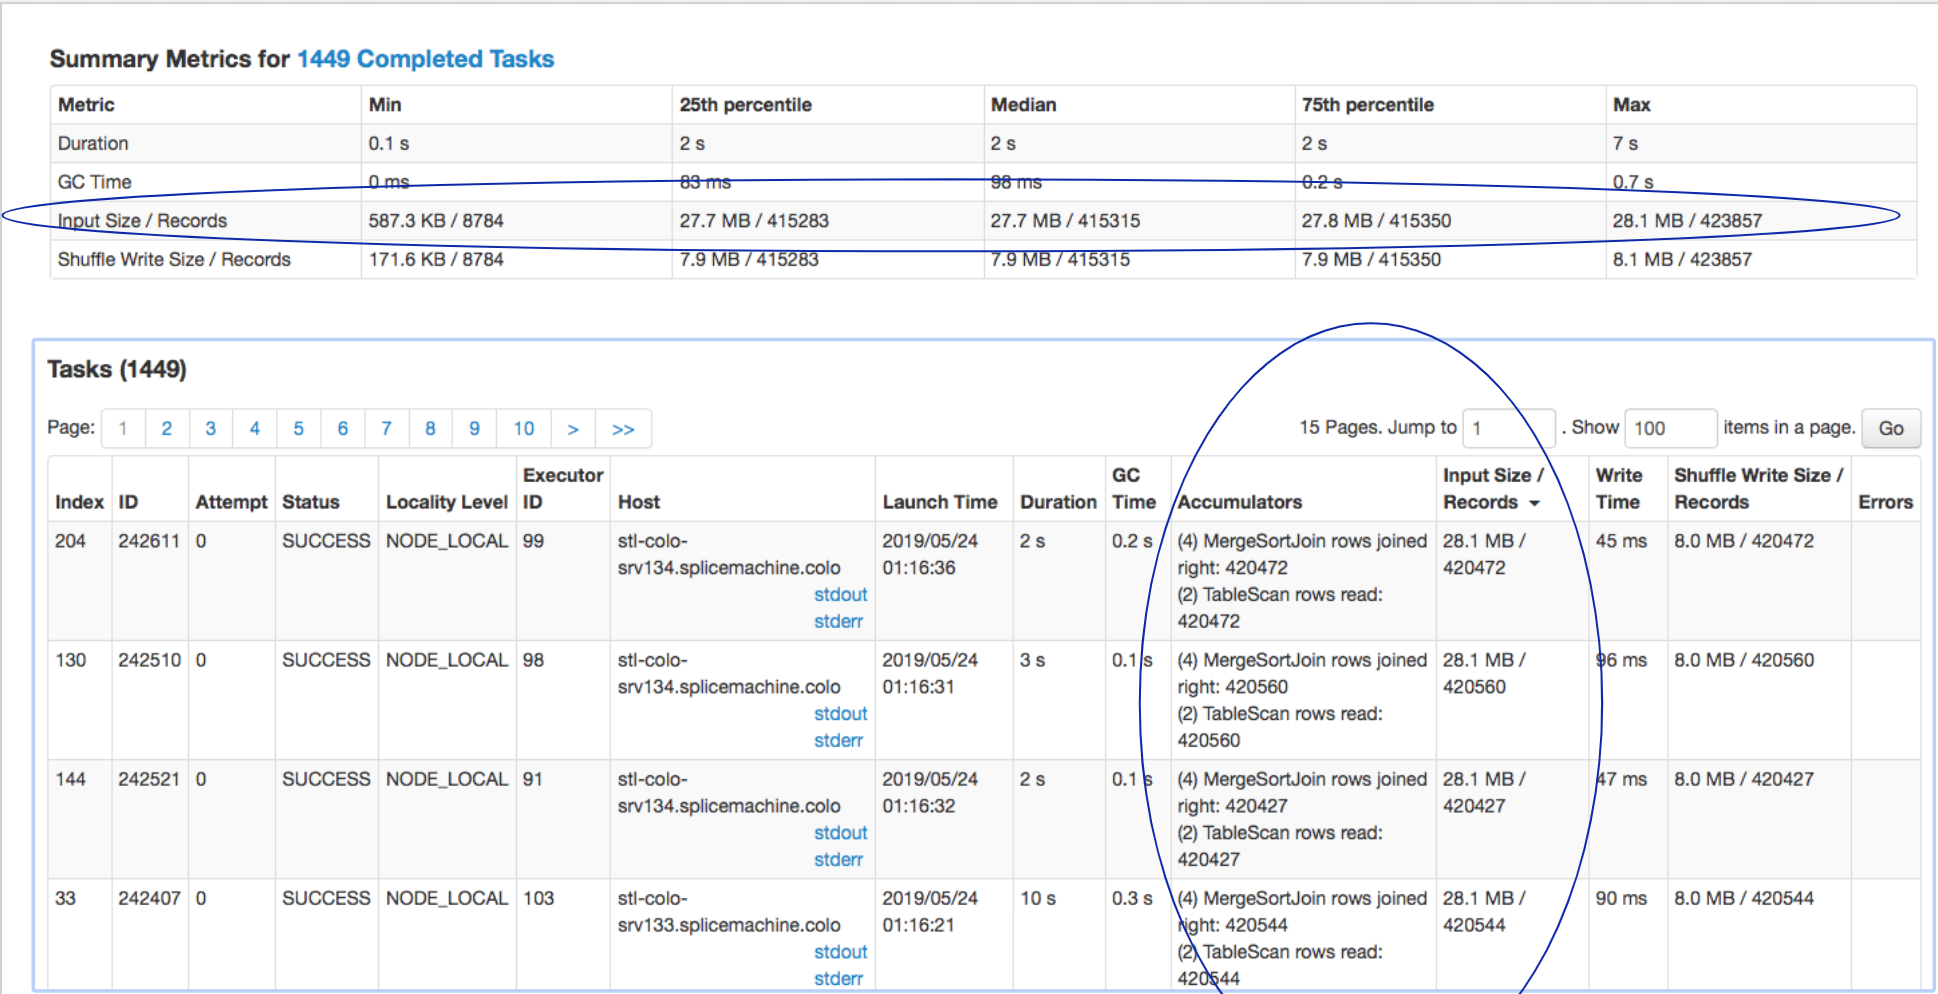 Summary Metrics for 1449 Completed Tasks
Metric Min 25th percentile Median 75th percentile Max
Duration 0.1 s 2 s 2 s 2 s 7 s
GC Time 0 ms 83 ms 98 ms 0.2 s 0.7 s
Input Size / Records 587.3 KB / 8784 27.7 MB / 415283 27.7 MB / 415315 27.8 MB / 415350 28.1 MB / 423857
Shuffle Write Size / Records 171.6 KB / 8784 7.9 MB / 415283 7.9 MB / 415315 7.9 MB / 415350 8.1 MB / 423857
Tasks (1449)
Page: 1 2 3 4 5 6 7 8 9 10 > >> 15 Pages. Jump to 1 . Show 100 items in a page. Go
Executor GC Input Size / Write Shuffle Write Size /
Index ID Attempt Status Locality Level ID Host Launch Time Duration Time Accumulators Records Time Records Errors
204 242611 0 SUCCESS NODE_LOCAL 99 stl-colo- 2019/05/24 2 s 0.2 s (4) MergeSortJoin rows joined 28.1 MB / 45 ms 8.0 MB / 420472
srv134.splicemachine.colo 01:16:36 right: 420472 420472
stdout (2) TableScan rows read:
stderr 420472
130 242510 0 SUCCESS NODE_LOCAL 98 stl-colo- 2019/05/24 3 s 0.1 s (4) MergeSortJoin rows joined 28.1 MB / 96 ms 8.0 MB / 420560
srv134.splicemachine.colo 01:16:31 right: 420560 420560
stdout (2) TableScan rows read:
stderr 420560
144 242521 0 SUCCESS NODE_LOCAL 91 stl-colo- 2019/05/24 2 s 0.1 s (4) MergeSortJoin rows joined 28.1 MB / 47 ms 8.0 MB / 420427
srv134.splicemachine.colo 01:16:32 right: 420427 420427
stdout (2) TableScan rows read:
stderr 420427
33 242407 0 SUCCESS NODE_LOCAL 103 stl-colo- 2019/05/24 10 s 0.3 s (4) MergeSortJoin rows joined 28.1 MB / 90 ms 8.0 MB / 420544
srv133.splicemachine.colo 01:16:21 right: 420544 420544
stdout (2) TableScan rows read:
stderr 420544